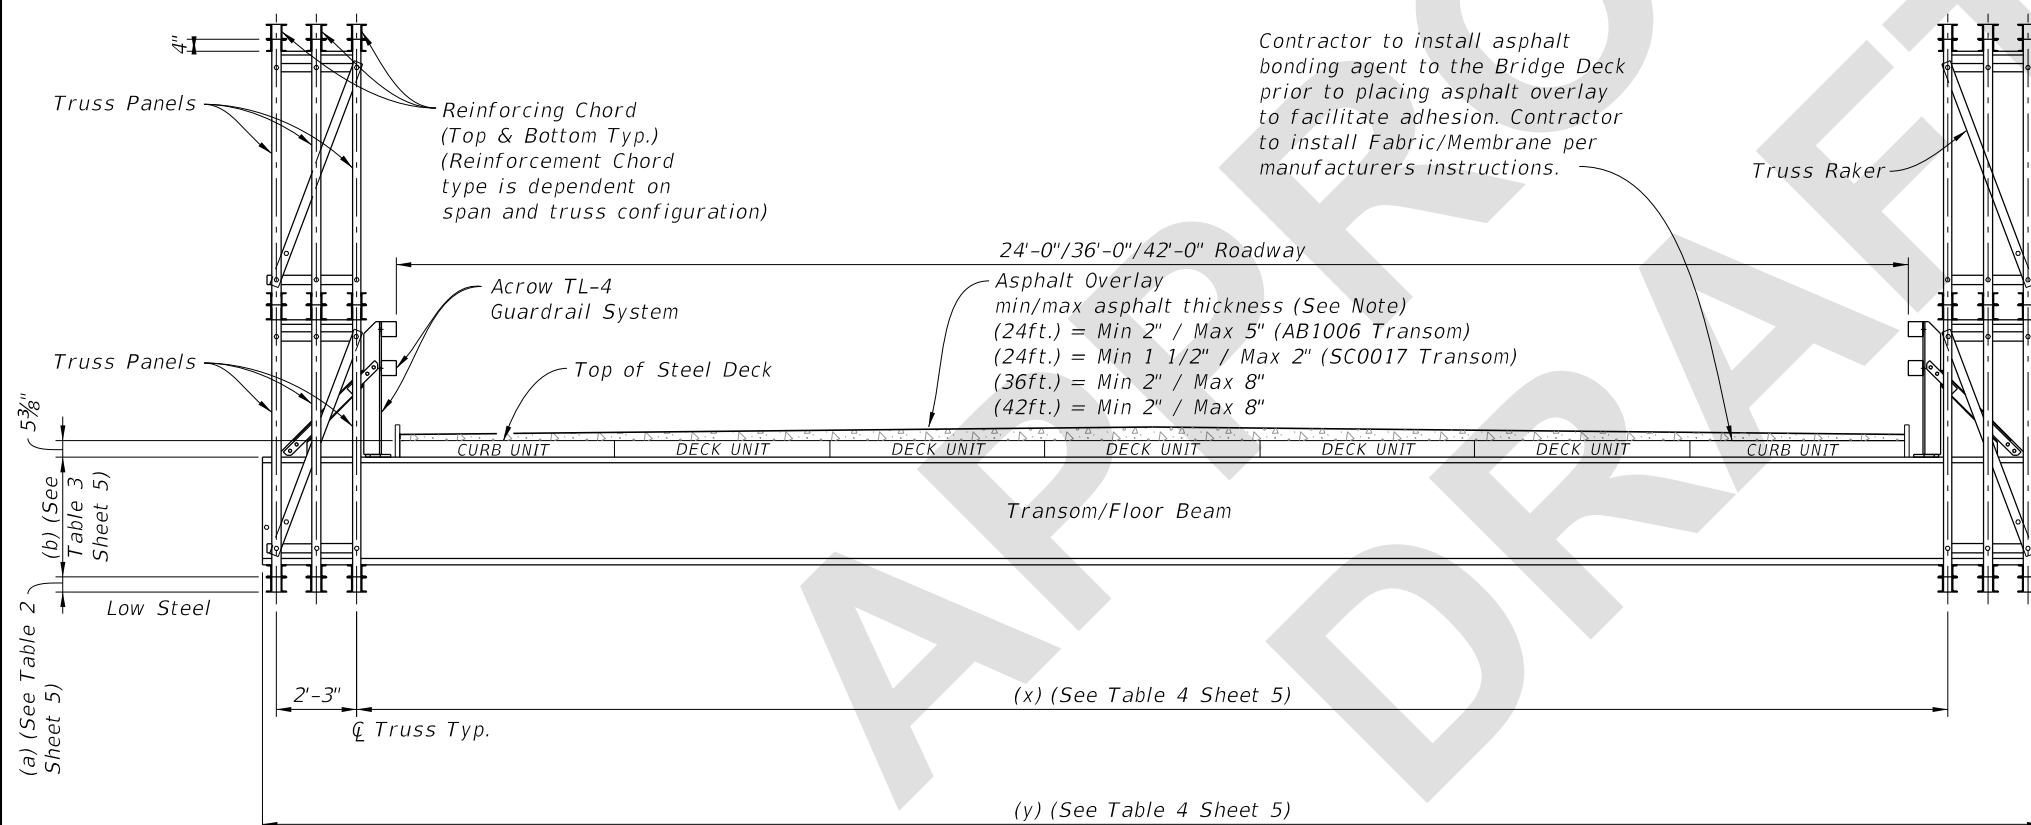 4"
Truss Panels
Reinforcing Chord
(Top & Bottom Typ.)
(Reinforcement Chord
type is dependent on
span and truss configuration)
Contractor to install asphalt
bonding agent to the Bridge Deck
prior to placing asphalt overlay
to facilitate adhesion. Contractor
to install Fabric/Membrane per
manufacturers instructions.
Truss Raker
24'-0"/36'-0"/42'-0" Roadway
Acrow TL-4
Guardrail System
Asphalt Overlay
min/max asphalt thickness (See Note)
(24ft.) = Min 2" / Max 5" (AB1006 Transom)
(24ft.) = Min 1 1/2" / Max 2" (SC0017 Transom)
(36ft.) = Min 2" / Max 8"
(42ft.) = Min 2" / Max 8"
Truss Panels
Top of Steel Deck
5⅜"
CURB UNIT
DECK UNIT
DECK UNIT
DECK UNIT
DECK UNIT
DECK UNIT
CURB UNIT
(b) (See
Table 3
Sheet 5)
Transom/Floor Beam
Low Steel
(a) (See Table 2
Sheet 5)
2'-3"
(x) (See Table 4 Sheet 5)
℄ Truss Typ.
(y) (See Table 4 Sheet 5)
APPRO
DRAFT